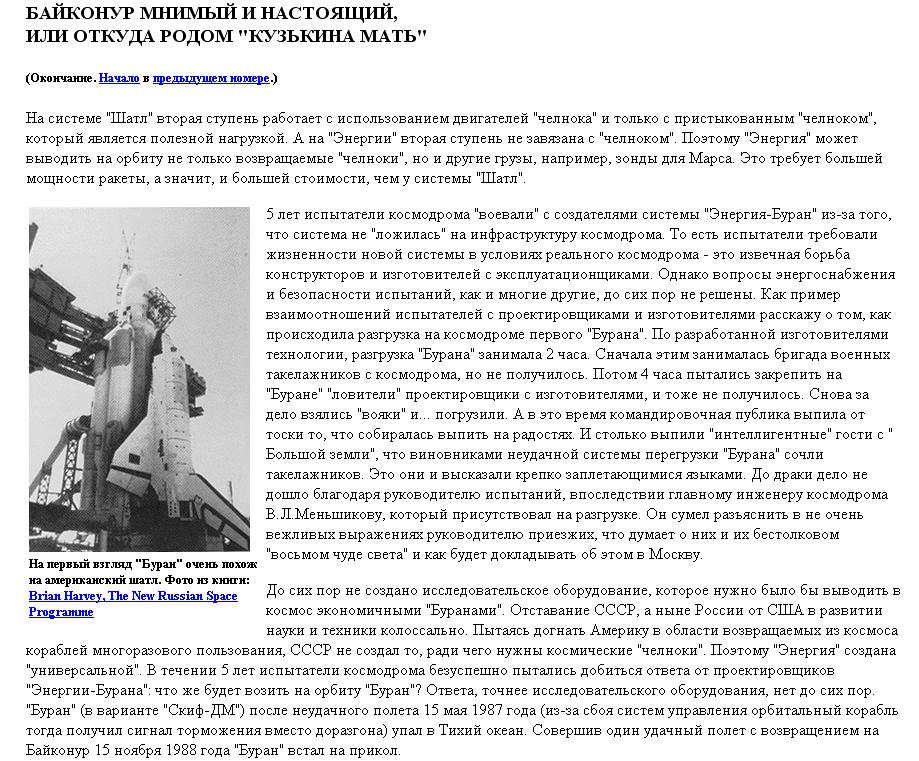 БАЙКОНУР МНИМЫЙ И НАСТОЯЩИЙ,
ИЛИ ОТКУДА РОДОМ "КУЗЬКИНА МАТЬ"
(Окончание. Начало в предыдущем номере.)
На системе "Шатл" вторая ступень работает с использованием двигателей "челнока" и только с пристыкованным "челноком",
который является полезной нагрузкой. А на "Энергии" вторая ступень не завязана с "челноком". Поэтому "Энергия" может
выводить на орбиту не только возвращаемые "челноки", но и другие грузы, например, зонды для Марса. Это требует большей
мощности ракеты, а значит, и большей стоимости, чем у системы "Шатл".
5 лет испытатели космодрома "воевали" с создателями системы "Энергия-Буран" из-за того,
что система не "ложилась" на инфраструктуру космодрома. То есть испытатели требовали
жизненности новой системы в условиях реального космодрома - это извечная борьба
конструкторов и изготовителей с эксплуатационщиками. Однако вопросы энергоснабжения
и безопасности испытаний, как и многие другие, до сих пор не решены. Как пример
взаимоотношений испытателей с проектировщиками и изготовителями расскажу о том, как
происходила разгрузка на космодроме первого "Бурана". По разработанной изготовителями
технологии, разгрузка "Бурана" занимала 2 часа. Сначала этим занималась бригада военных
такелажников с космодрома, но не получилось. Потом 4 часа пытались закрепить на
"Буране" "ловители" проектировщики с изготовителями, и тоже не получилось. Снова за
дело взялись "вояки" и... погрузили. А в это время командировочная публика выпила от
тоски то, что собиралась выпить на радостях. И столько выпили "интеллигентные" гости с "
Большой земли", что виновниками неудачной системы перегрузки "Бурана" сочли
такелажников. Это они и высказали крепко заплетающимися языками. До драки дело не
дошло благодаря руководителю испытаний, впоследствии главному инженеру космодрома
В.Л.Меньшикову, который присутствовал на разгрузке. Он сумел разъяснить в не очень
вежливых выражениях руководителю приезжих, что думает о них и их бестолковом
"восьмом чуде света" и как будет докладывать об этом в Москву.
На первый взгляд "Буран" очень похож
на американский шатл. Фото из книги:
Brian Harvey, The New Russian Space
Programme
До сих пор не создано исследовательское оборудование, которое нужно было бы выводить в
космос экономичными "Буранами". Отставание СССР, а ныне России от США в развитии
науки и техники колоссально. Пытаясь догнать Америку в области возвращаемых из космоса
кораблей многоразового пользования, СССР не создал то, ради чего нужны космические "челноки". Поэтому "Энергия" создана
"универсальной". В течении 5 лет испытатели космодрома безуспешно пытались добиться ответа от проектировщиков
"Энергии-Бурана": что же будет возить на орбиту "Буран"? Ответа, точнее исследовательского оборудования, нет до сих пор.
"Буран" (в варианте "Скиф-ДМ") после неудачного полета 15 мая 1987 года (из-за сбоя систем управления орбитальный корабль
тогда получил сигнал торможения вместо доразгона) упал в Тихий океан. Совершив один удачный полет с возвращением на
Байконур 15 ноября 1988 года "Буран" встал на прикол.